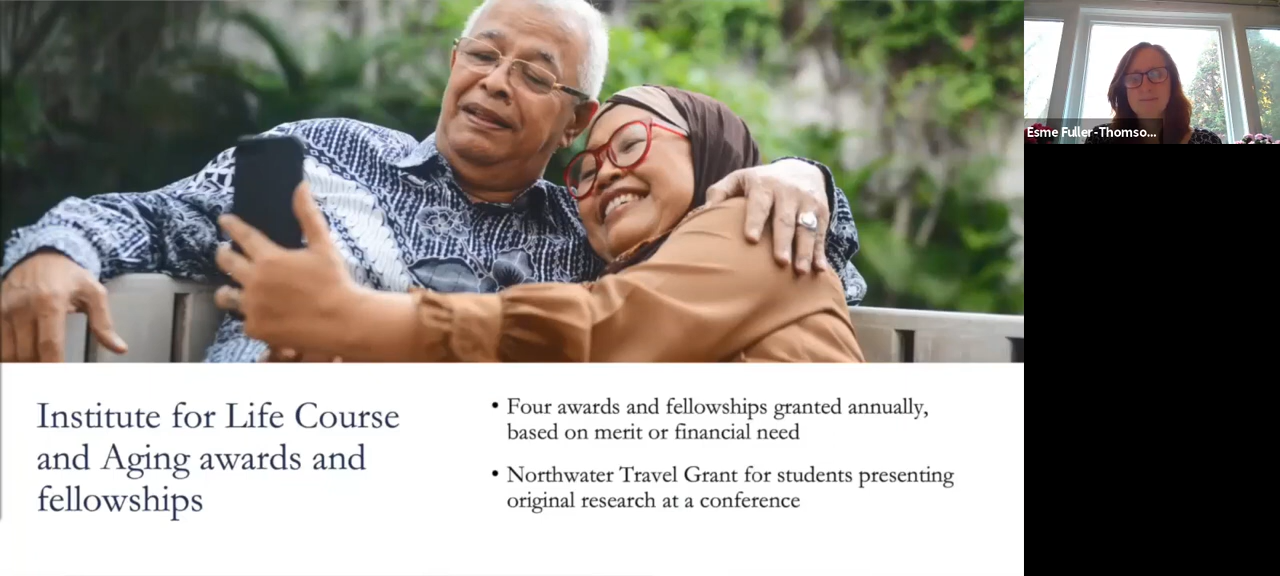 Esme Fuller-Thomso...
Institute for Life Course
and Aging awards and
fellowships
• Four awards and fellowships granted annually,
based on merit or financial need
• Northwater Travel Grant for students presenting
original research at a conference